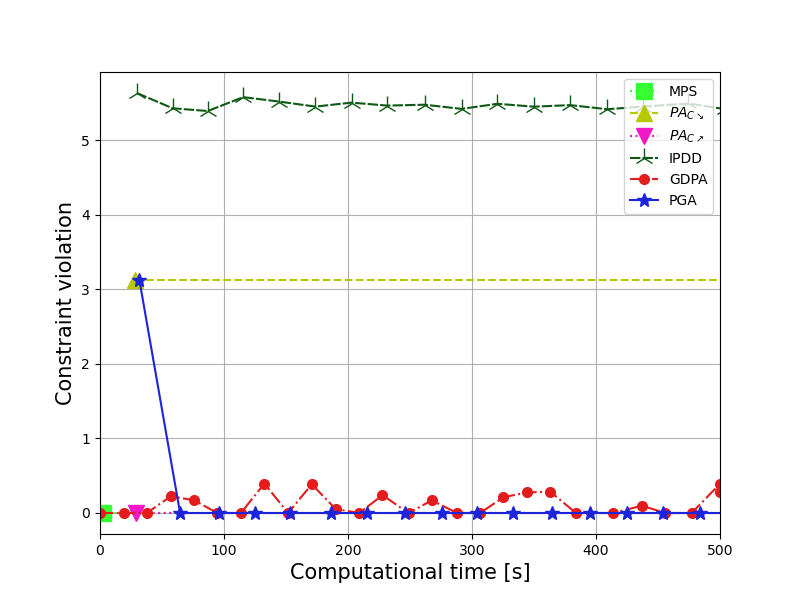 Constraint violation
5
4
3
2
1
0
0 100 200 300 400 500
Computational time [s]
MPS
PA_{C↘}
PA_{C↗}
IPDD
GDPA
PGA